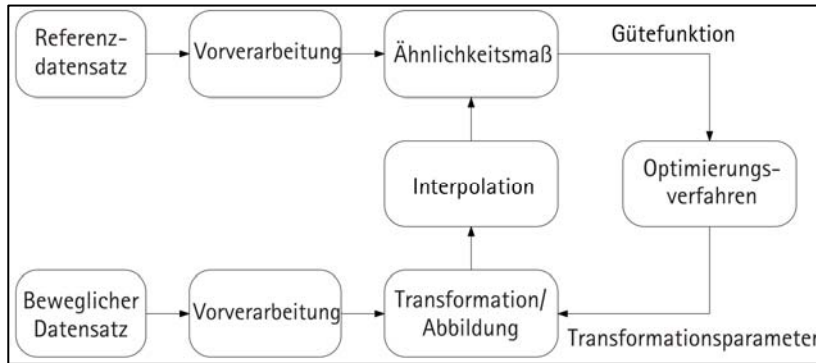 Referenz-
datensatz
Vorverarbeitung
Ähnlichkeitsmaß
Gütefunktion
Interpolation
Optimierungs-
verfahren
Beweglicher
Datensatz
Vorverarbeitung
Transformation/
Abbildung
Transformationsparameter